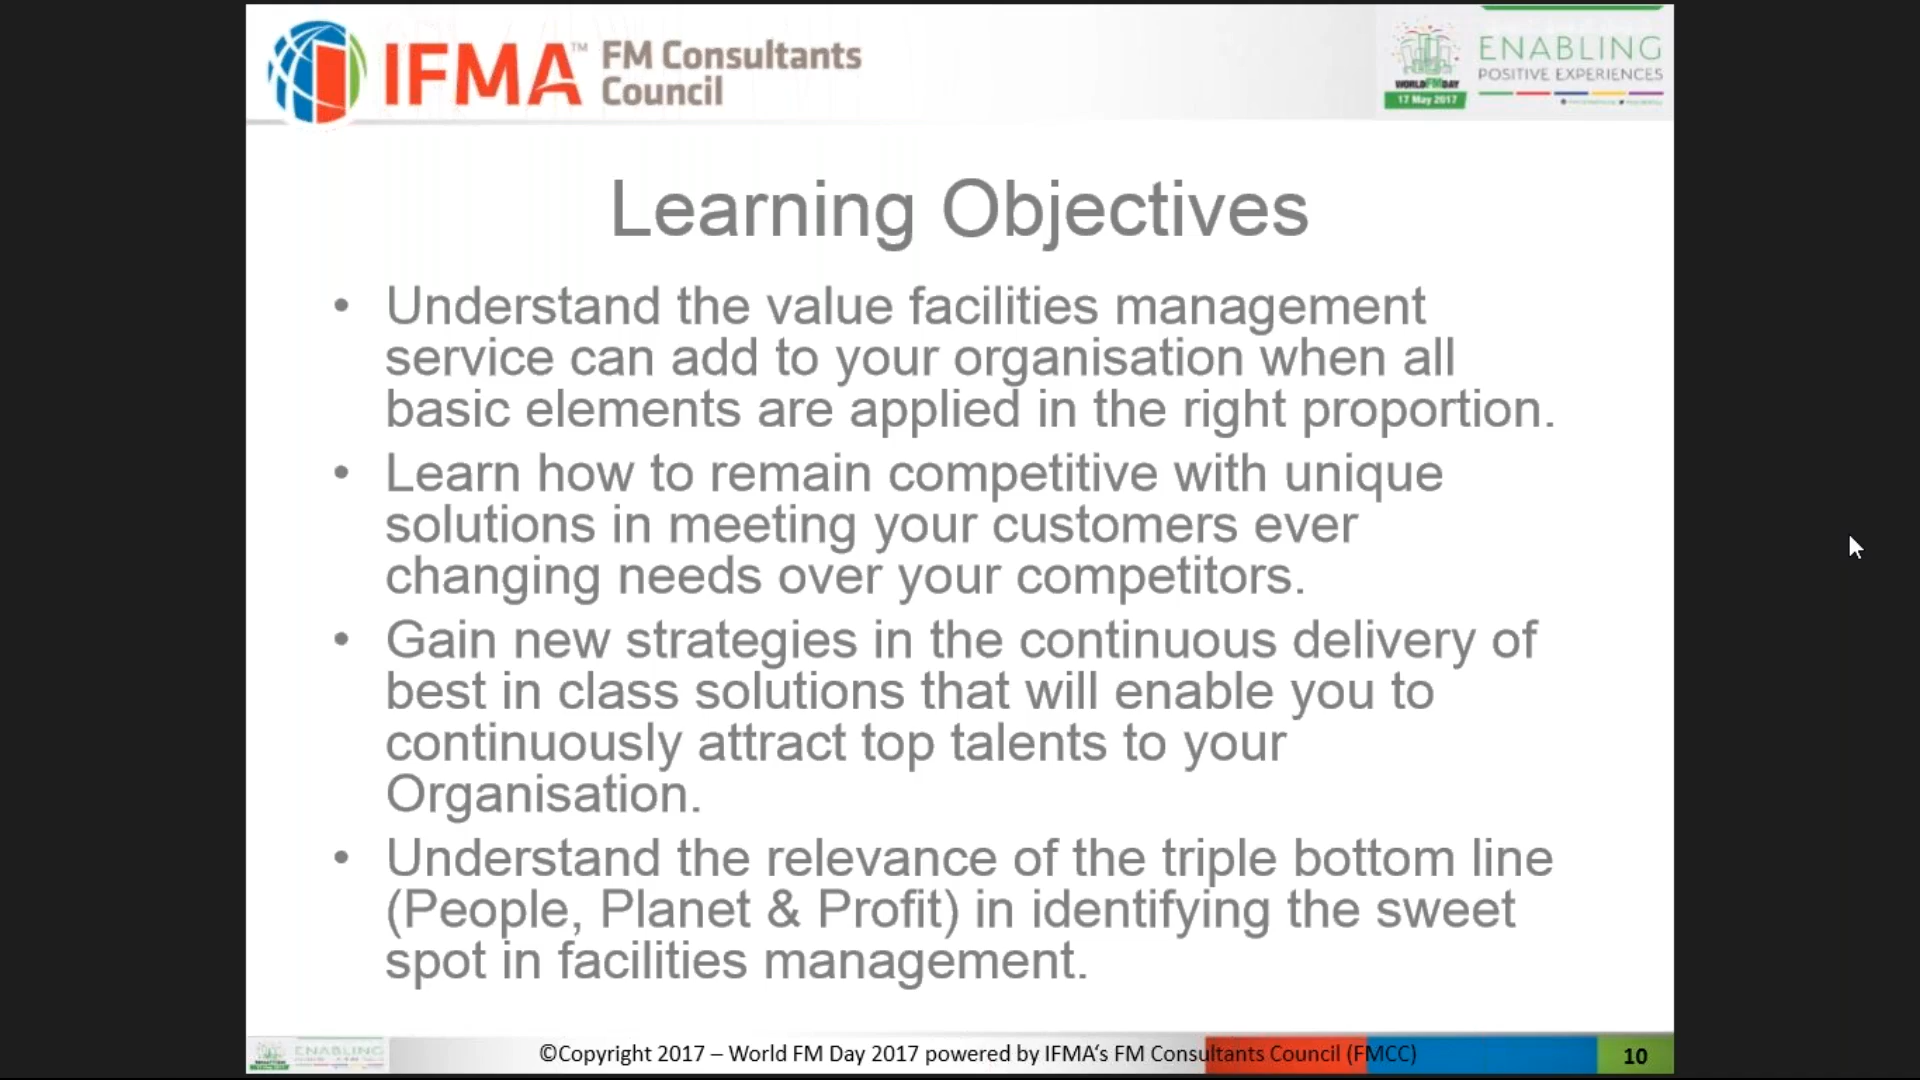 IFMA™ FM Consultants
Council
WORLDFMDAY
17 May 2017
ENABLING
POSITIVE EXPERIENCES
Learning Objectives
• Understand the value facilities management
service can add to your organisation when all
basic elements are applied in the right proportion.
• Learn how to remain competitive with unique
solutions in meeting your customers ever
changing needs over your competitors.
• Gain new strategies in the continuous delivery of
best in class solutions that will enable you to
continuously attract top talents to your
Organisation.
• Understand the relevance of the triple bottom line
(People, Planet & Profit) in identifying the sweet
spot in facilities management.
ENABLING
©Copyright 2017 – World FM Day 2017 powered by IFMA‘s FM Consultants Council (FMCC)
10